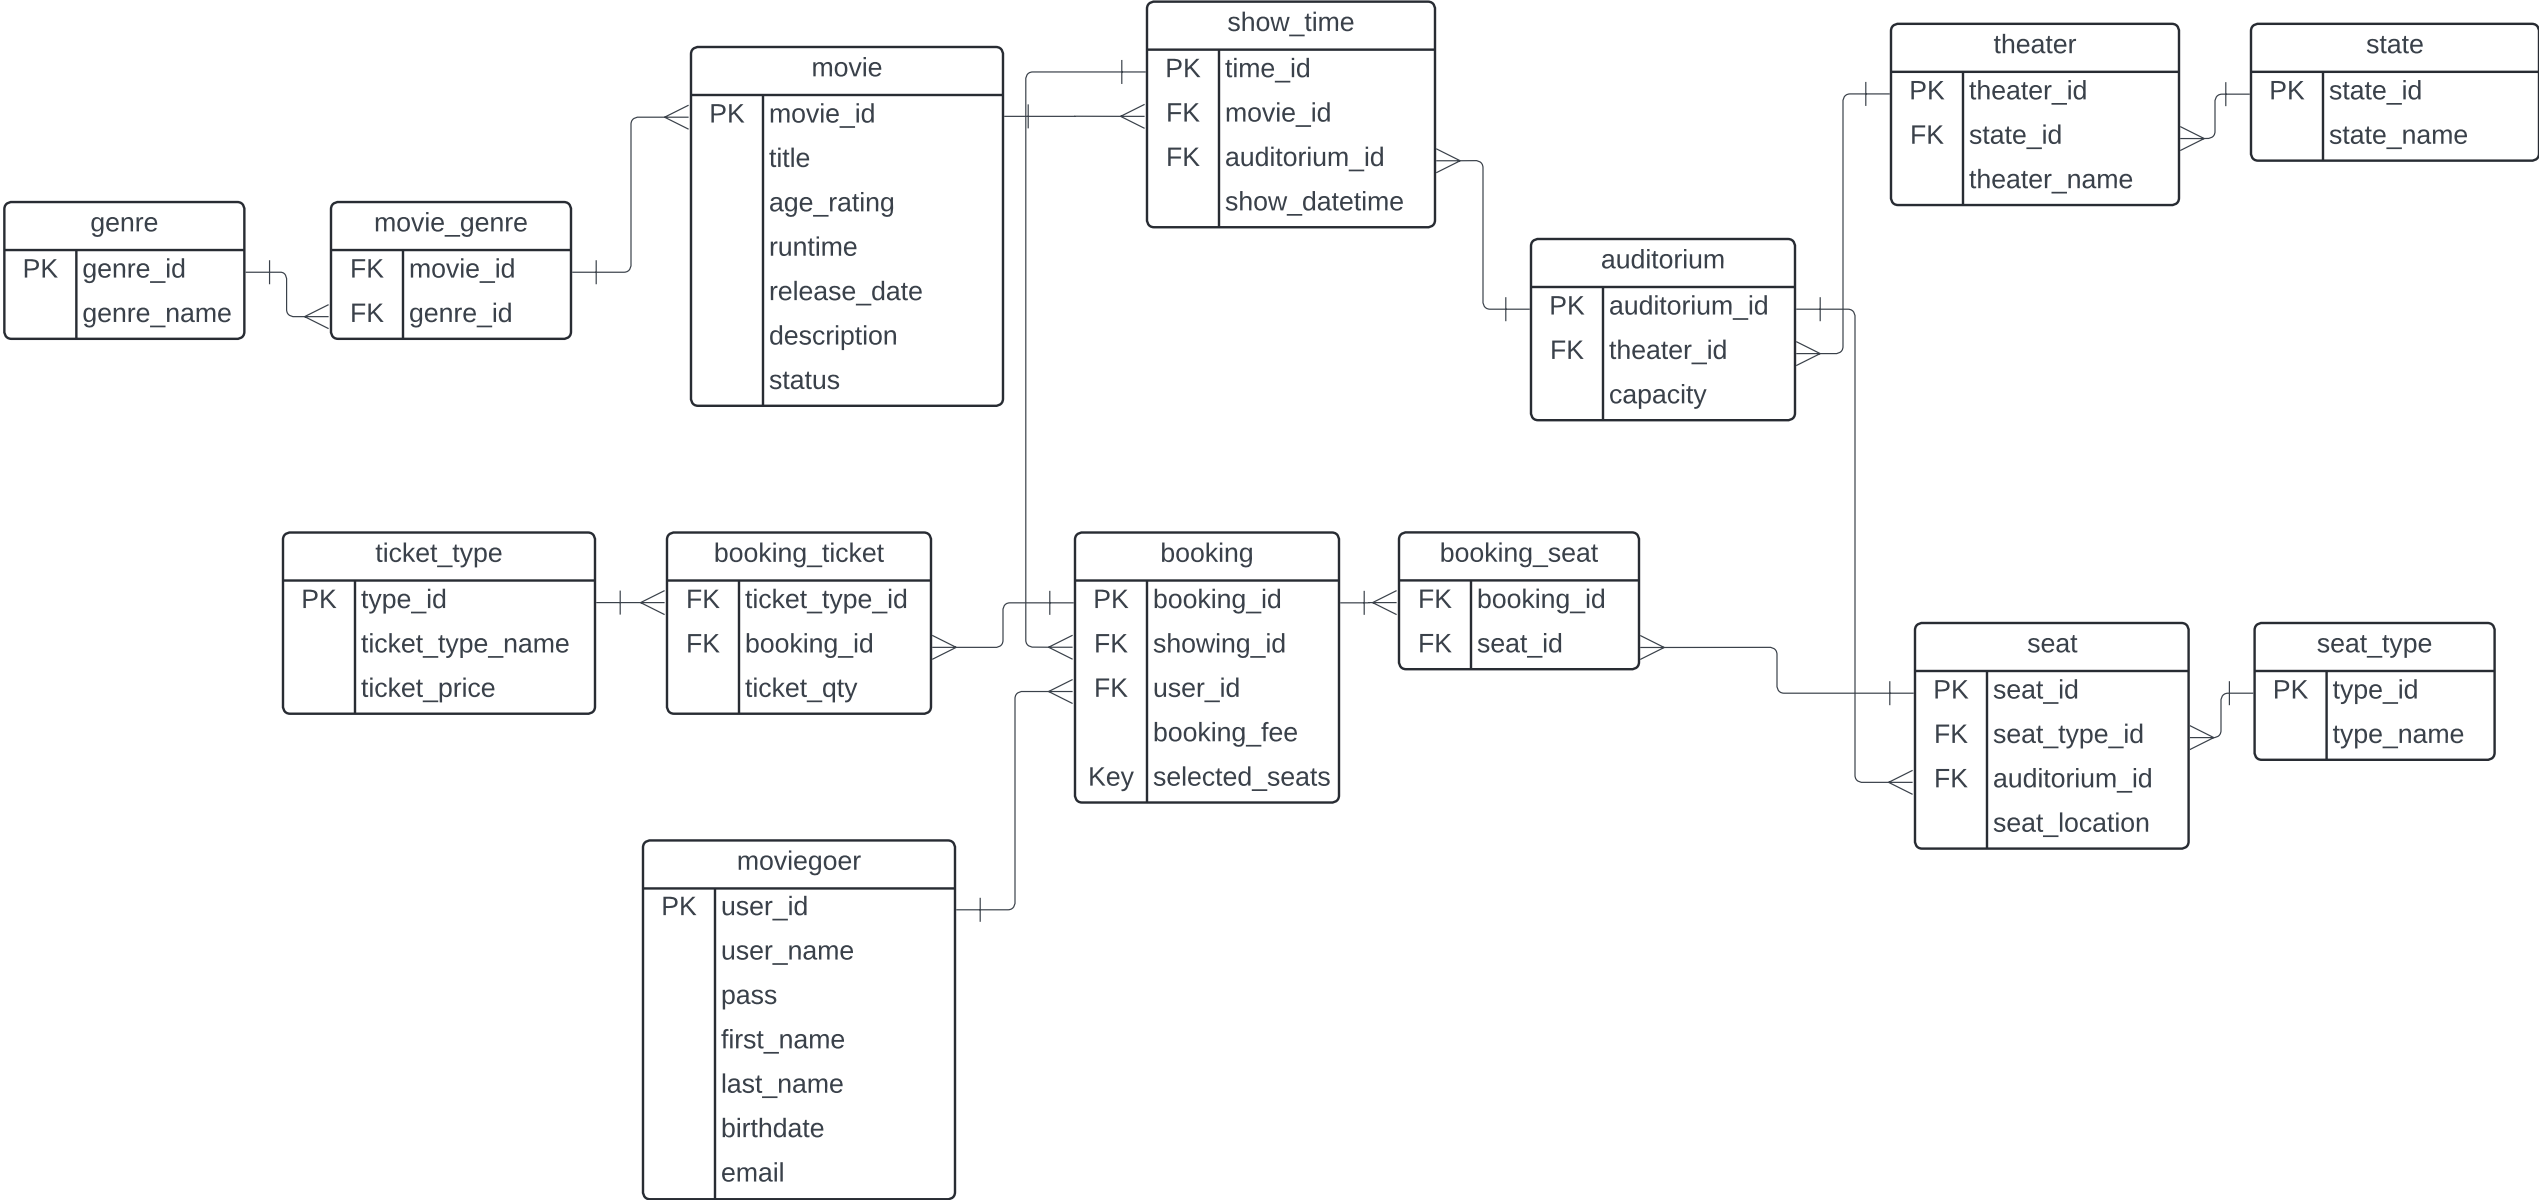 show_time
PK time_id
FK movie_id
FK auditorium_id
show_datetime
theater
PK theater_id
FK state_id
theater_name
state
PK state_id
state_name
movie
PK movie_id
title
age_rating
runtime
release_date
description
status
genre
PK genre_id
genre_name
movie_genre
FK movie_id
FK genre_id
auditorium
PK auditorium_id
FK theater_id
capacity
ticket_type
PK type_id
ticket_type_name
ticket_price
booking_ticket
FK ticket_type_id
FK booking_id
ticket_qty
booking
PK booking_id
FK showing_id
FK user_id
booking_fee
Key selected_seats
booking_seat
FK booking_id
FK seat_id
seat
PK seat_id
FK seat_type_id
FK auditorium_id
seat_location
seat_type
PK type_id
type_name
moviegoer
PK user_id
user_name
pass
first_name
last_name
birthdate
email